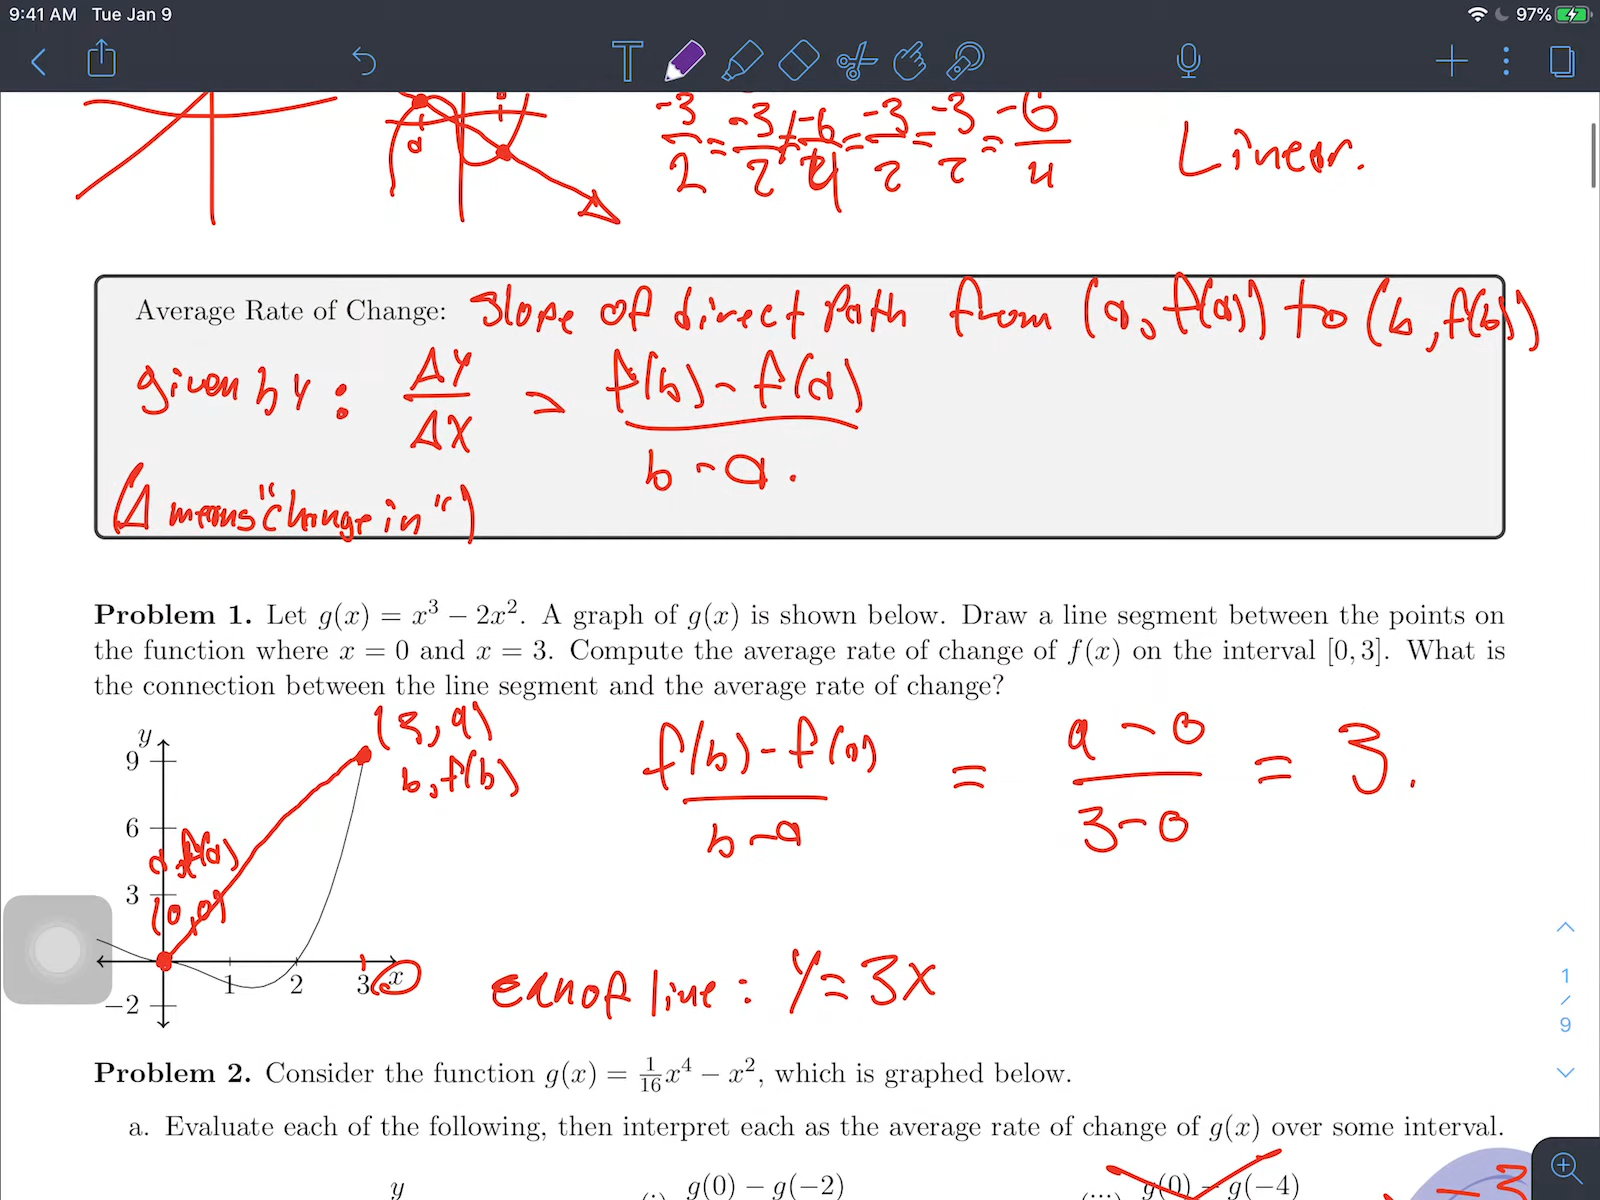 9:41 AM Tue Jan 9 97%
-3/2 = -3/2 + -6/4 = -3/2 = -3/2 = -6/4 Linear.
a
Average Rate of Change: Slope of direct Path from (a, f(a)) to (b, f(b))
given by: ΔY/ΔX = f(b) - f(a) / b - a.
(Δ means "Change in")
Problem 1. Let g(x) = x³ − 2x². A graph of g(x) is shown below. Draw a line segment between the points on
the function where x = 0 and x = 3. Compute the average rate of change of f(x) on the interval [0, 3]. What is
the connection between the line segment and the average rate of change?
(3, 9)
b, f(b)
f(b) - f(a) / b - a = 9 - 0 / 3 - 0 = 3.
y
9
6
a, f(a)
3
(0, 0)
1 2 3 x
−2
Eqn of line: Y = 3X
1
/
9
Problem 2. Consider the function g(x) = 1/16 x⁴ − x², which is graphed below.
a. Evaluate each of the following, then interpret each as the average rate of change of g(x) over some interval.
y
g(0) − g(−2)
g(0) − g(−4)